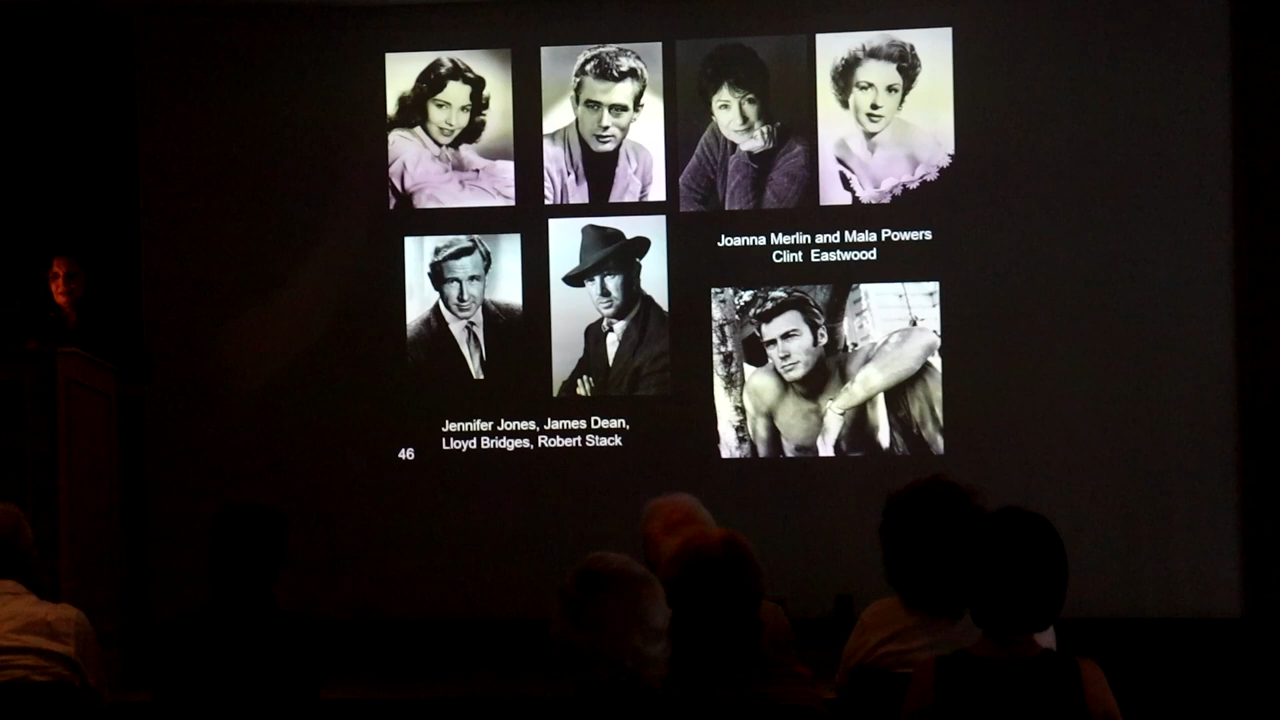 Joanna Merlin and Mala Powers
Clint Eastwood
Jennifer Jones, James Dean,
Lloyd Bridges, Robert Stack
46